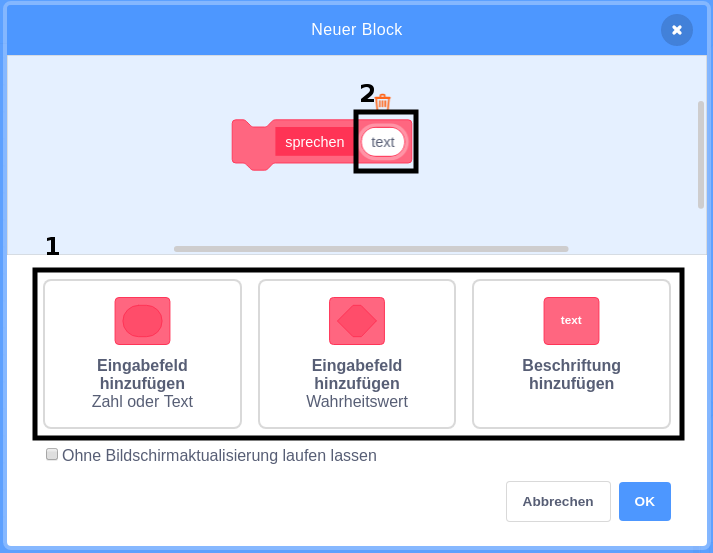 Neuer Block
2
sprechen text
1
Eingabefeld
hinzufügen
Zahl oder Text
Eingabefeld
hinzufügen
Wahrheitswert
text
Beschriftung
hinzufügen
Ohne Bildschirmaktualisierung laufen lassen
Abbrechen
OK